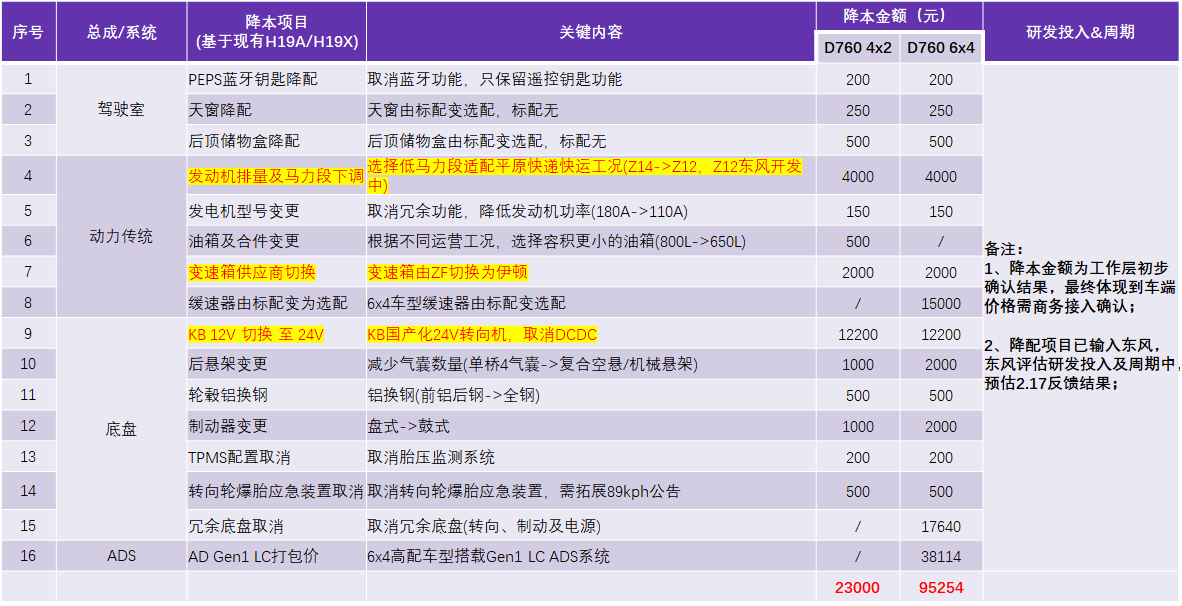 序号 总成/系统 降本项目 关键内容 降本金额（元） 研发投入&周期
(基于现有H19A/H19X)
D760 4x2 D760 6x4
1 驾驶室 PEPS蓝牙钥匙降配 取消蓝牙功能，只保留遥控钥匙功能 200 200
2 天窗降配 天窗由标配变选配，标配无 250 250
3 后顶储物盒降配 后顶储物盒由标配变选配，标配无 500 500
4 动力传统 发动机排量及马力段下调 选择低马力段适配平原快递快运工况(Z14->Z12，Z12东风开发
中) 4000 4000
5 发电机型号变更 取消冗余功能，降低发动机功率(180A->110A) 150 150
6 油箱及合件变更 根据不同运营工况，选择容积更小的油箱(800L->650L) 500 /
7 变速箱供应商切换 变速箱由ZF切换为伊顿 2000 2000
8 缓速器由标配变为选配 6x4车型缓速器由标配变选配 / 15000
9 底盘 KB 12V 切换 至 24V KB国产化24V转向机，取消DCDC 12200 12200
10 后悬架变更 减少气囊数量(单桥4气囊->复合空悬/机械悬架) 1000 2000
11 轮毂铝换钢 铝换钢(前铝后钢->全钢) 500 500
12 制动器变更 盘式->鼓式 1000 2000
13 TPMS配置取消 取消胎压监测系统 200 200
14 转向轮爆胎应急装置取消 取消转向轮爆胎应急装置，需拓展89kph公告 500 500
15 冗余底盘取消 取消冗余底盘(转向、制动及电源) / 17640
16 ADS AD Gen1 LC打包价 6x4高配车型搭载Gen1 LC ADS系统 / 38114
23000 95254
备注：
1、降本金额为工作层初步
确认结果，最终体现到车端
价格需商务接入确认；
2、降配项目已输入东风，
东风评估研发投入及周期中，
预估2.17反馈结果；